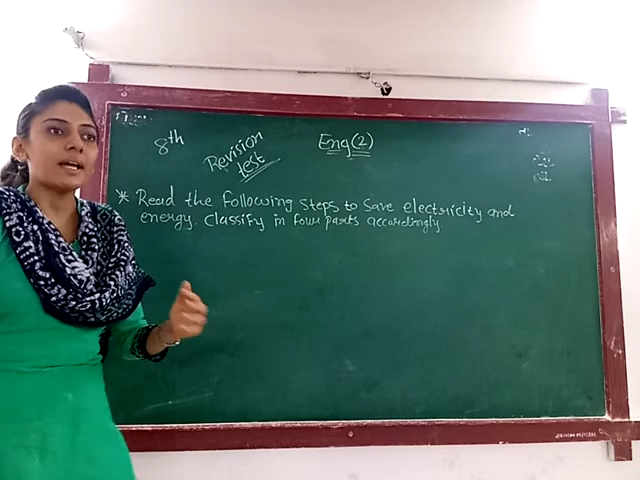 8th
Revision
test
Eng(2)
* Read the following steps to save electricity and
energy. classify in four parts accordingly.